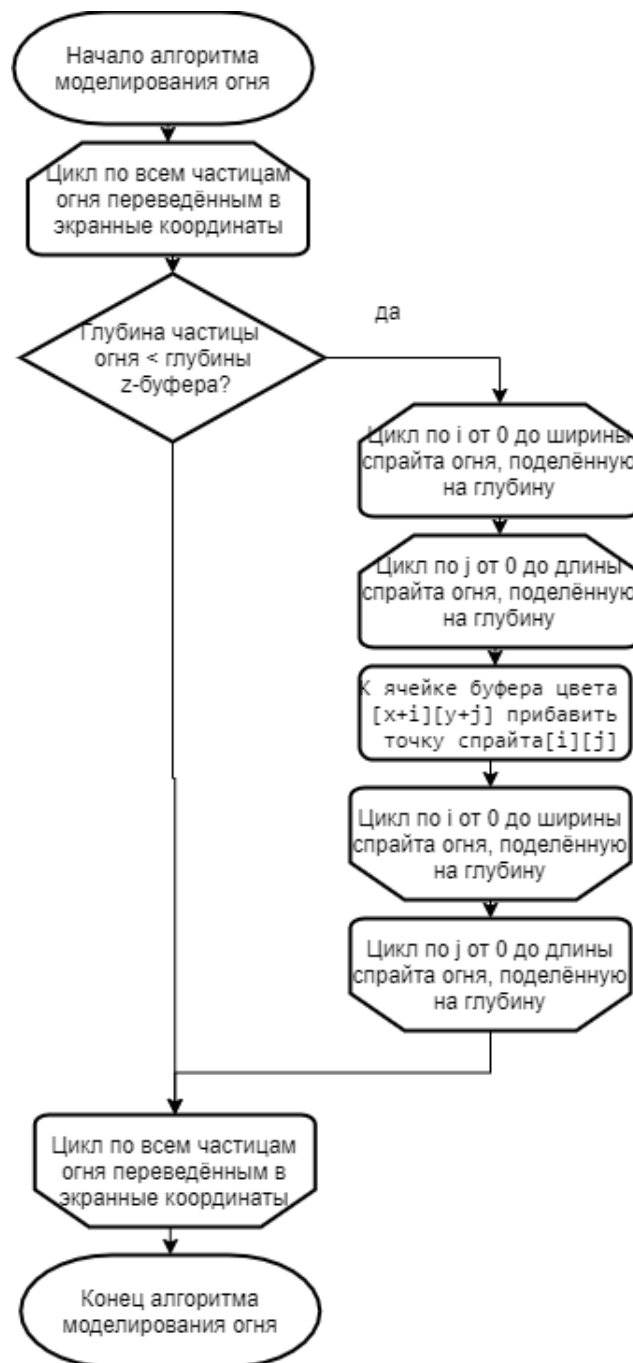 Начало алгоритма
моделирования огня
Цикл по всем частицам
огня переведённым в
экранные координаты
Глубина частицы
огня < глубины
z-буфера?
да
Цикл по i от 0 до ширины
спрайта огня, поделённую
на глубину
Цикл по j от 0 до длины
спрайта огня, поделённую
на глубину
К ячейке буфера цвета
[x+i][y+j] прибавить
точку спрайта[i][j]
Цикл по i от 0 до ширины
спрайта огня, поделённую
на глубину
Цикл по j от 0 до длины
спрайта огня, поделённую
на глубину
Цикл по всем частицам
огня переведённым в
экранные координаты
Конец алгоритма
моделирования огня